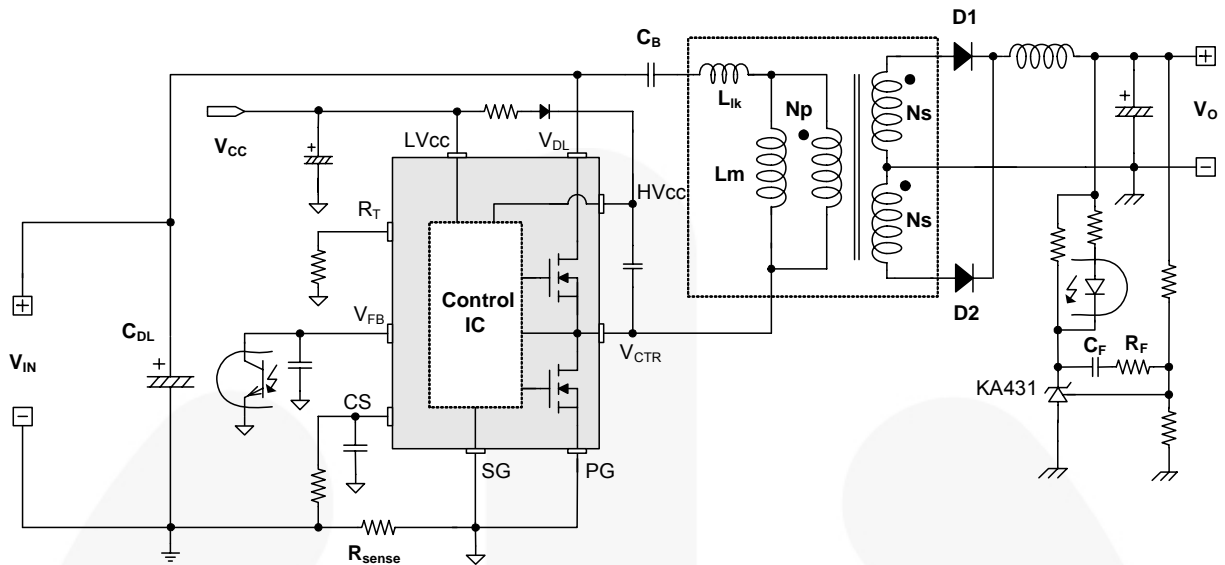 D1
C_B
+
L_lk
Np
Ns
V_O
Lm
Ns
-
V_CC
+
LVcc
V_DL
HVcc
R_T
+
Control
IC
D2
V_IN
C_DL
+
V_FB
V_CTR
C_F
R_F
-
CS
KA431
SG
PG
R_sense
+
+